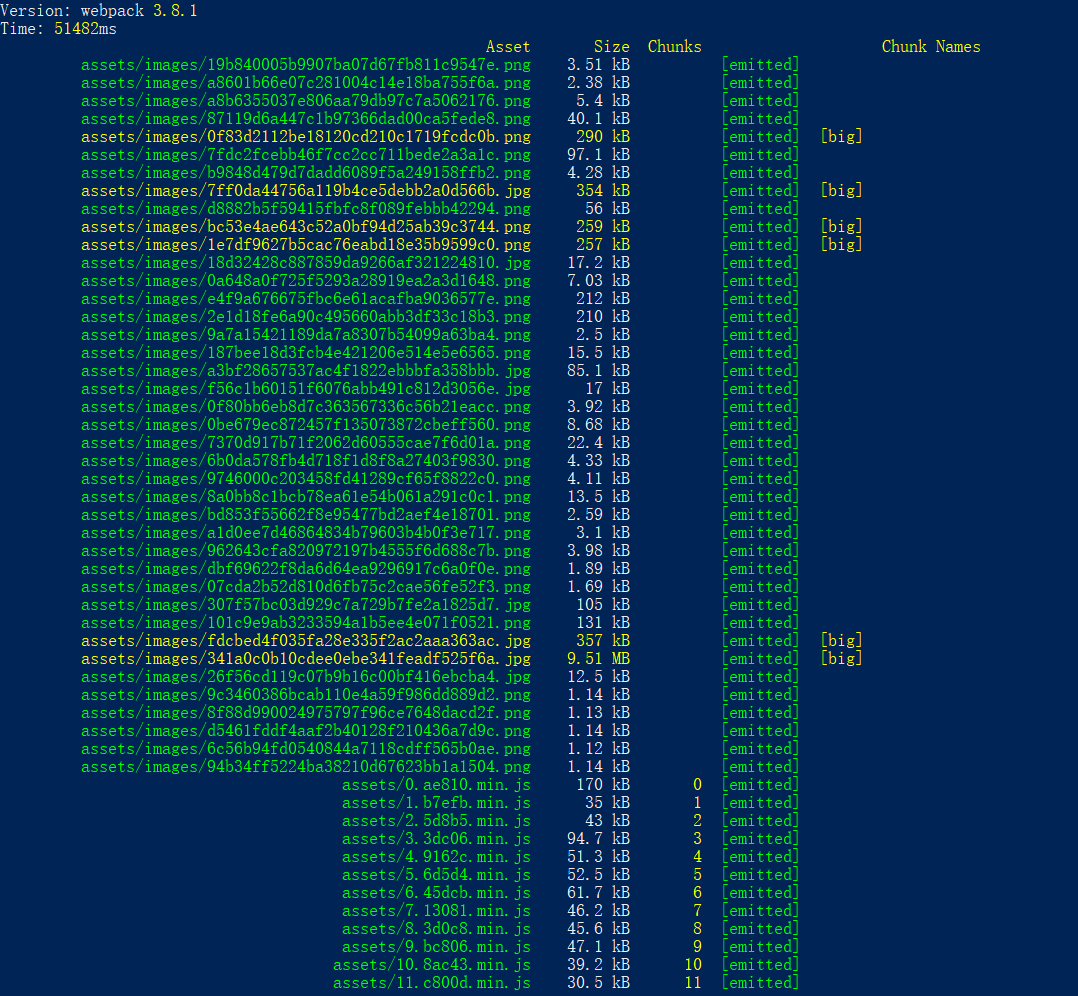 Version: webpack 3.8.1
Time: 51482ms
Asset Size Chunks Chunk Names
assets/images/19b840005b9907ba07d67fb811c9547e.png 3.51 kB [emitted]
assets/images/a8601b66e07c281004c14e18ba755f6a.png 2.38 kB [emitted]
assets/images/a8b6355037e806aa79db97c7a5062176.png 5.4 kB [emitted]
assets/images/87119d6a447c1b97366dad00ca5fede8.png 40.1 kB [emitted]
assets/images/0f83d2112be18120cd210c1719fcdc0b.png 290 kB [emitted] [big]
assets/images/7fdc2fcebb46f7cc2cc711bede2a3a1c.png 97.1 kB [emitted]
assets/images/b9848d479d7dadd6089f5a249158ffb2.png 4.28 kB [emitted]
assets/images/7ff0da44756a119b4ce5debb2a0d566b.jpg 354 kB [emitted] [big]
assets/images/d8882b5f59415fbfc8f089febbb42294.png 56 kB [emitted]
assets/images/bc53e4ae643c52a0bf94d25ab39c3744.png 259 kB [emitted] [big]
assets/images/1e7df9627b5cac76eabd18e35b9599c0.png 257 kB [emitted] [big]
assets/images/18d32428c887859da9266af321224810.jpg 17.2 kB [emitted]
assets/images/0a648a0f725f5293a28919ea2a3d1648.png 7.03 kB [emitted]
assets/images/e4f9a676675fbc6e61acafba9036577e.png 212 kB [emitted]
assets/images/2e1d18fe6a90c495660abb3df33c18b3.png 210 kB [emitted]
assets/images/9a7a15421189da7a8307b54099a63ba4.png 2.5 kB [emitted]
assets/images/187bee18d3fcb4e421206e514e5e6565.png 15.5 kB [emitted]
assets/images/a3bf28657537ac4f1822ebbbfa358bbb.jpg 85.1 kB [emitted]
assets/images/f56c1b60151f6076abb491c812d3056e.jpg 17 kB [emitted]
assets/images/0f80bb6eb8d7c363567336c56b21eacc.png 3.92 kB [emitted]
assets/images/0be679ec872457f135073872cbeff560.png 8.68 kB [emitted]
assets/images/7370d917b71f2062d60555cae7f6d01a.png 22.4 kB [emitted]
assets/images/6b0da578fb4d718f1d8f8a27403f9830.png 4.33 kB [emitted]
assets/images/9746000c203458fd41289cf65f8822c0.png 4.11 kB [emitted]
assets/images/8a0bb8c1bcb78ea61e54b061a291c0c1.png 13.5 kB [emitted]
assets/images/bd853f55662f8e95477bd2aef4e18701.png 2.59 kB [emitted]
assets/images/a1d0ee7d46864834b79603b4b0f3e717.png 3.1 kB [emitted]
assets/images/962643cfa820972197b4555f6d688c7b.png 3.98 kB [emitted]
assets/images/dbf69622f8da6d64ea9296917c6a0f0e.png 1.89 kB [emitted]
assets/images/07cda2b52d810d6fb75c2cae56fe52f3.png 1.69 kB [emitted]
assets/images/307f57bc03d929c7a729b7fe2a1825d7.jpg 105 kB [emitted]
assets/images/101c9e9ab3233594a1b5ee4e071f0521.png 131 kB [emitted]
assets/images/fdcbed4f035fa28e335f2ac2aaa363ac.jpg 357 kB [emitted] [big]
assets/images/341a0c0b10cdee0ebe341feadf525f6a.jpg 9.51 MB [emitted] [big]
assets/images/26f56cd119c07b9b16c00bf416ebcba4.jpg 12.5 kB [emitted]
assets/images/9c3460386bcab110e4a59f986dd889d2.png 1.14 kB [emitted]
assets/images/8f88d990024975797f96ce7648dacd2f.png 1.13 kB [emitted]
assets/images/d5461fddf4aaf2b40128f210436a7d9c.png 1.14 kB [emitted]
assets/images/6c56b94fd0540844a7118cdff565b0ae.png 1.12 kB [emitted]
assets/images/94b34ff5224ba38210d67623bb1a1504.png 1.14 kB [emitted]
assets/0.ae810.min.js 170 kB 0 [emitted]
assets/1.b7efb.min.js 35 kB 1 [emitted]
assets/2.5d8b5.min.js 43 kB 2 [emitted]
assets/3.3dc06.min.js 94.7 kB 3 [emitted]
assets/4.9162c.min.js 51.3 kB 4 [emitted]
assets/5.6d5d4.min.js 52.5 kB 5 [emitted]
assets/6.45dcb.min.js 61.7 kB 6 [emitted]
assets/7.13081.min.js 46.2 kB 7 [emitted]
assets/8.3d0c8.min.js 45.6 kB 8 [emitted]
assets/9.bc806.min.js 47.1 kB 9 [emitted]
assets/10.8ac43.min.js 39.2 kB 10 [emitted]
assets/11.c800d.min.js 30.5 kB 11 [emitted]